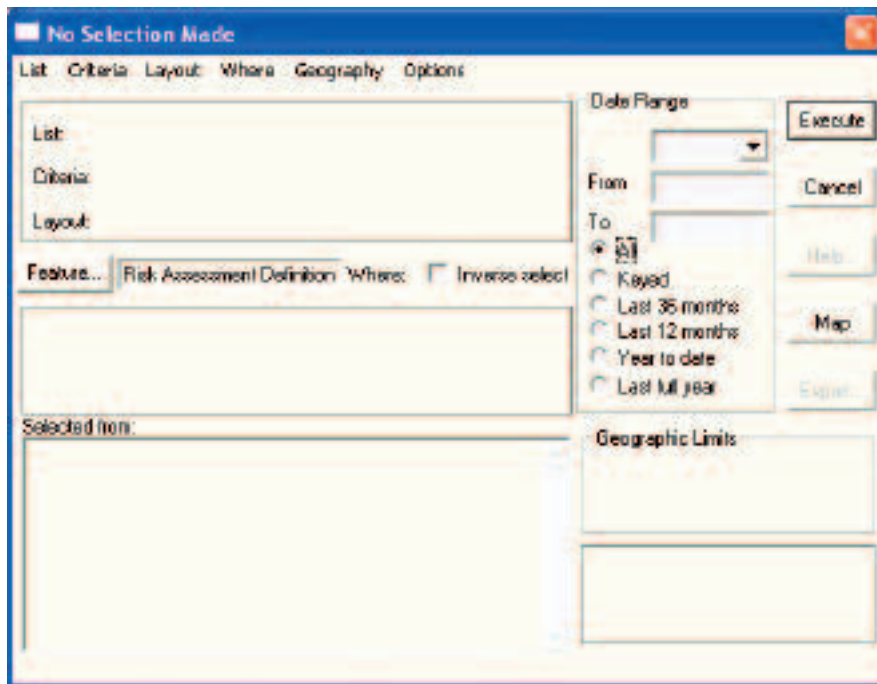 No Selection Made
List Criteria Layout Where Geography Options
List:
Criteria:
Layout:
Feature... Risk Assessment Definition Where: Inverse select
Selected from:
Date Range
From
To
All
Keyed
Last 36 months
Last 12 months
Year to date
Last full year
Geographic Limits
Execute
Cancel
Help
Map
Export...